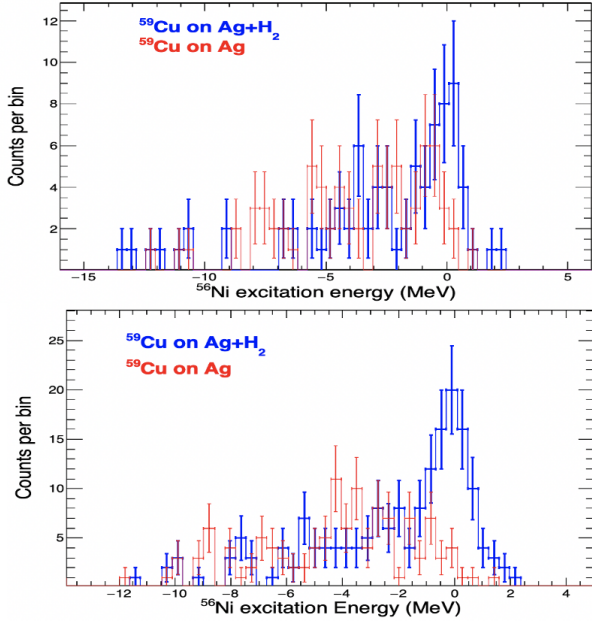 12
10
8
6
4
2
Counts per bin
⁵⁹Cu on Ag+H₂
⁵⁹Cu on Ag
−15 −10 −5 0 5
⁵⁶Ni excitation energy (MeV)
25
20
15
10
5
Counts per bin
⁵⁹Cu on Ag+H₂
⁵⁹Cu on Ag
−12 −10 −8 −6 −4 −2 0 2 4
⁵⁶Ni excitation Energy (MeV)